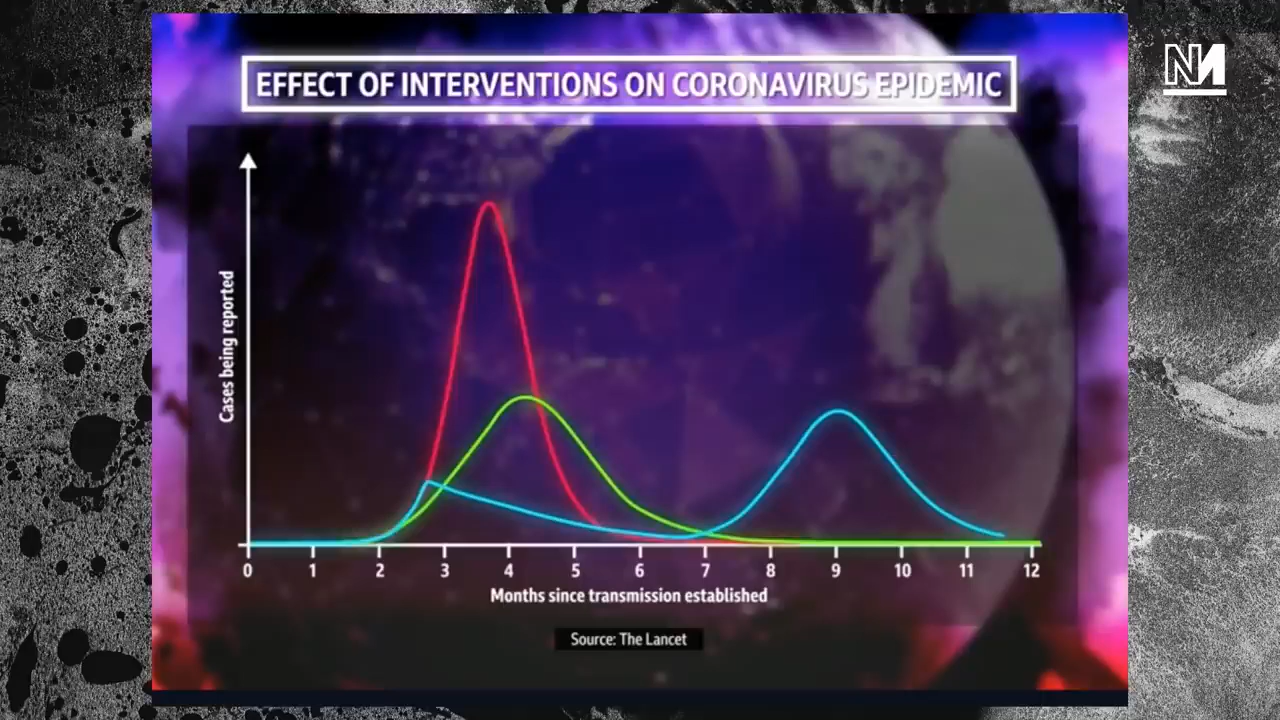 EFFECT OF INTERVENTIONS ON CORONAVIRUS EPIDEMIC
NM
Cases being reported
0 1 2 3 4 5 6 7 8 9 10 11 12
Months since transmission established
Source: The Lancet